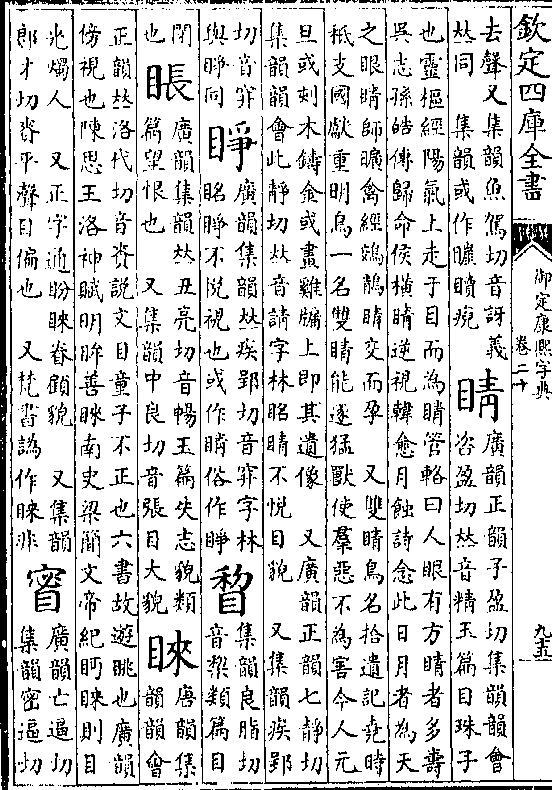 欽定四庫全書
御定康熙字典
卷二十
九五
去聲又集韻魚駕切音訝義
𠀤同 集韻或作
睛
廣韻正韻子盈切集韻韻會
咨盈切𠀤音精玉篇目珠子
也靈樞經陽氣上走于目而為睛管輅曰人眼有方睛者多壽
吳志孫皓傳歸命侯橫睛逆視韓愈月蝕詩念此日月者為天
之眼睛師曠禽經鵁鶄睛交而孕 又雙睛鳥名拾遺記堯時
秪支國獻重明鳥一名雙睛能逐猛獸使羣惡不為害今人元
旦或刻木鑄金或畫雞牖上即其遺像 又廣韻正韻七靜切
集韻韻會此靜切𠀤音請字林眳睛不悅目貌 又集韻疾郢
切音穽
與睜同
睜
廣韻集韻𠀤疾郢切音穽字林
眳睜不悅視也或作睛俗作睜
集韻良脂切
音棃類篇目
閉
也
廣韻集韻𠀤丑亮切音暢玉篇失志貌類
篇望恨也 又集韻中良切音張目大貌
睞
唐韻集
韻韻會
正韻𠀤洛代切音賚說文目童子不正也六書故遊眺也廣韻
傍視也陳思王洛神賦明眸善睞南史梁簡文帝紀眄睞則目
光燭人 又正字通盼睞眷顧貌 又集韻
郎才切賚平聲目偏也 又梵書譌作睞非
廣韻亡逼切
集韻密逼切